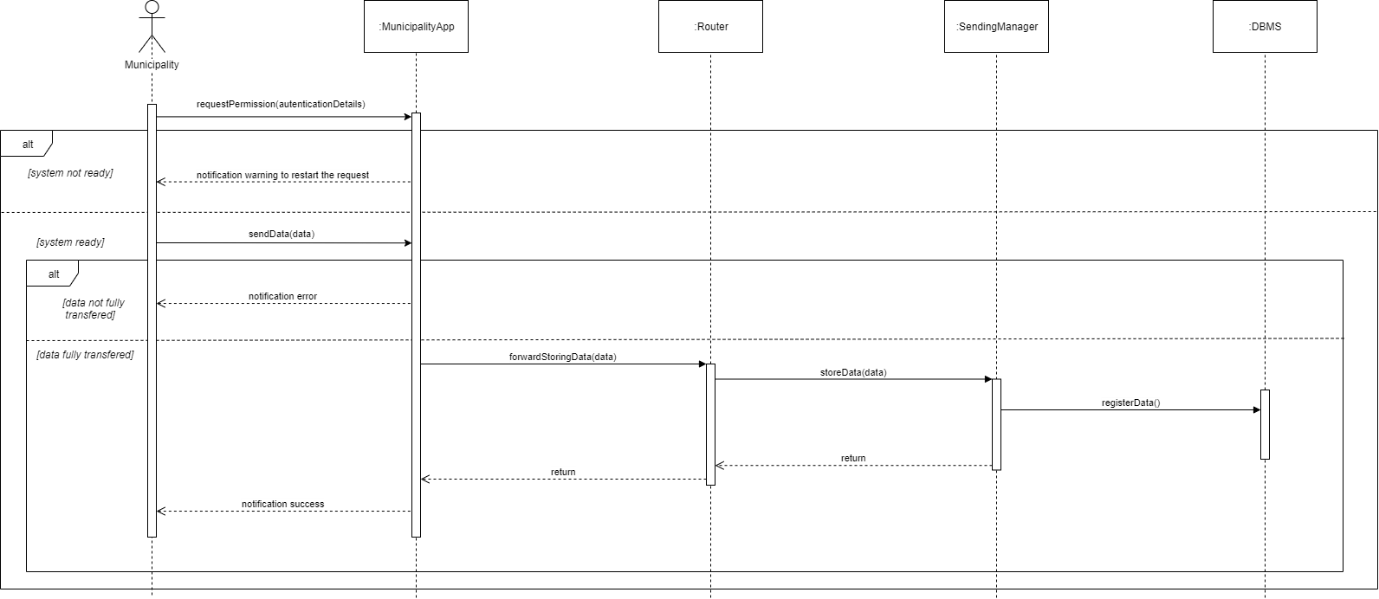 Municipality
:MunicipalityApp
:Router
:SendingManager
:DBMS
requestPermission(autenticationDetails)
alt
[system not ready]
notification warning to restart the request
[system ready]
sendData(data)
alt
[data not fully
transfered]
notification error
[data fully transfered]
forwardStoringData(data)
storeData(data)
registerData()
return
return
notification success